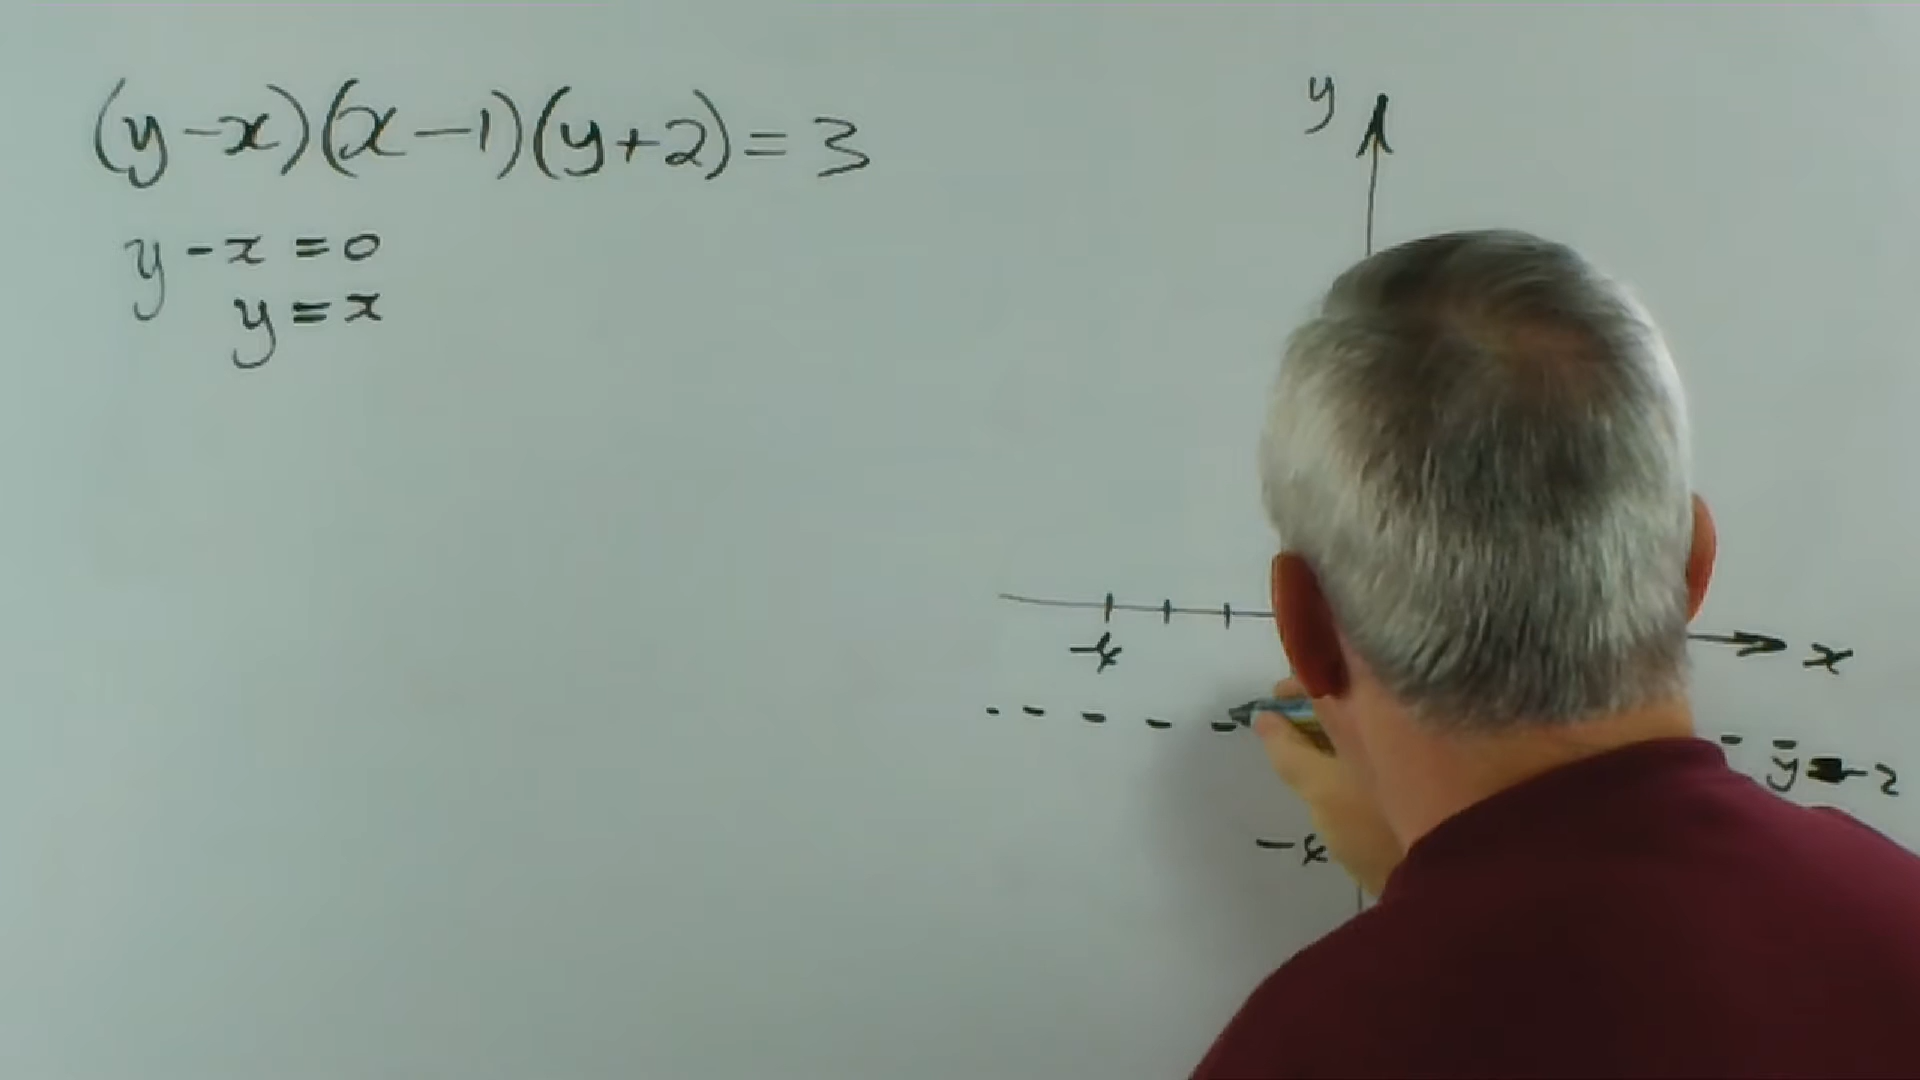 (y-x)(x-1)(y+2)=3
y-x=0
y=x
y
-4
x
y=-2
-4